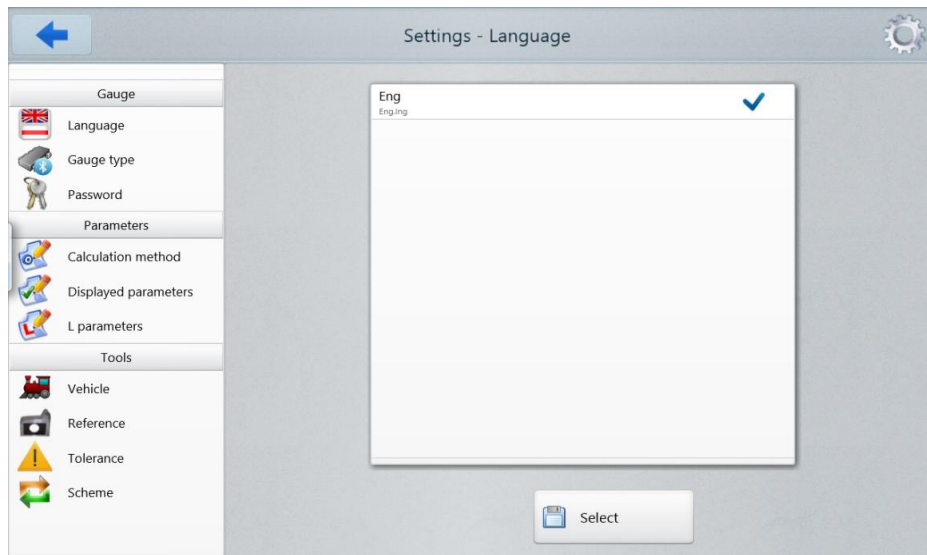 Settings - Language
Gauge
Language
Gauge type
Password
Parameters
Calculation method
Displayed parameters
L parameters
Tools
Vehicle
Reference
Tolerance
Scheme
Eng
Eng.lng
Select